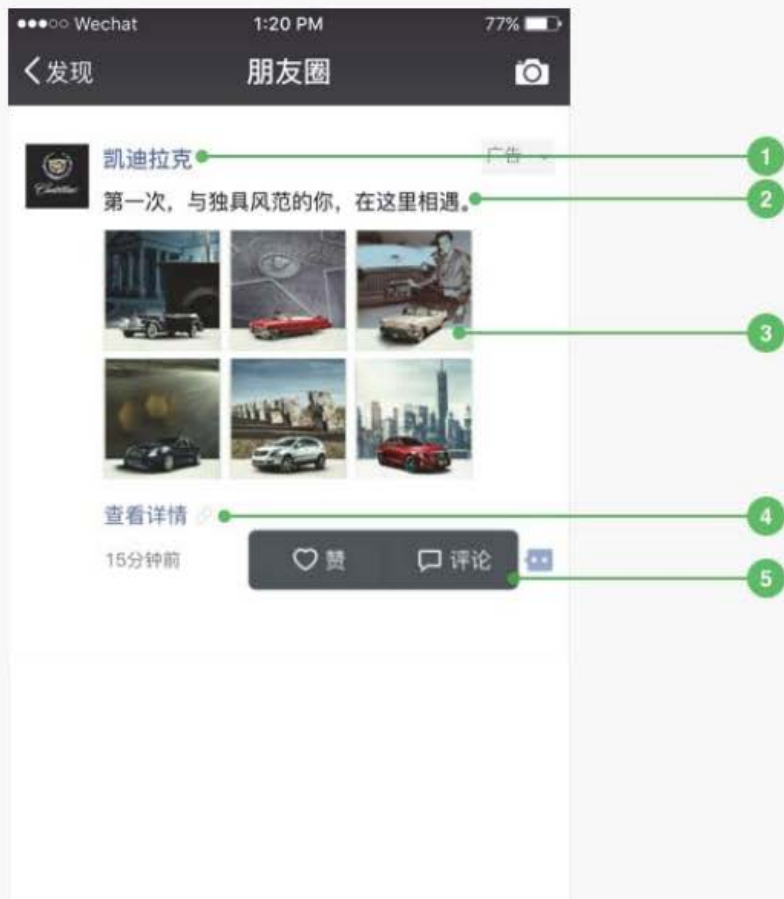 ●●●○○ Wechat 1:20 PM 77%
发现 朋友圈
凯迪拉克 广告 1
第一次，与独具风范的你，在这里相遇。 2
3
查看详情 4
15分钟前 赞 评论
5
Cadillac